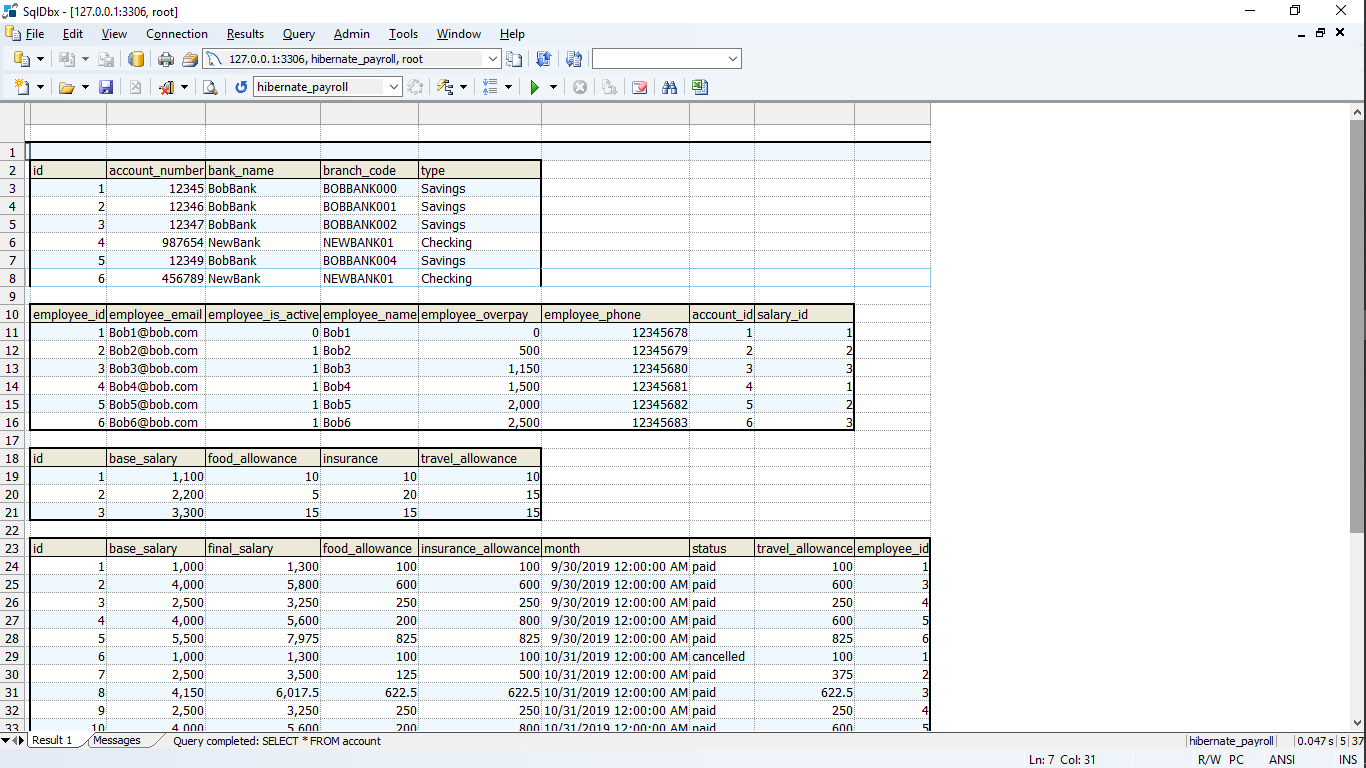 SqlDbx - [127.0.0.1:3306, root]
File Edit View Connection Results Query Admin Tools Window Help
127.0.0.1:3306, hibernate_payroll, root
hibernate_payroll
1
2 id account_number bank_name branch_code type
3 1 12345 BobBank BOBBANK000 Savings
4 2 12346 BobBank BOBBANK001 Savings
5 3 12347 BobBank BOBBANK002 Savings
6 4 987654 NewBank NEWBANK01 Checking
7 5 12349 BobBank BOBBANK004 Savings
8 6 456789 NewBank NEWBANK01 Checking
9
10 employee_id employee_email employee_is_active employee_name employee_overpay employee_phone account_id salary_id
11 1 Bob1@bob.com 0 Bob1 0 12345678 1 1
12 2 Bob2@bob.com 1 Bob2 500 12345679 2 2
13 3 Bob3@bob.com 1 Bob3 1,150 12345680 3 3
14 4 Bob4@bob.com 1 Bob4 1,500 12345681 4 1
15 5 Bob5@bob.com 1 Bob5 2,000 12345682 5 2
16 6 Bob6@bob.com 1 Bob6 2,500 12345683 6 3
17
18 id base_salary food_allowance insurance travel_allowance
19 1 1,100 10 10 10
20 2 2,200 5 20 15
21 3 3,300 15 15 15
22
23 id base_salary final_salary food_allowance insurance_allowance month status travel_allowance employee_id
24 1 1,000 1,300 100 100 9/30/2019 12:00:00 AM paid 100 1
25 2 4,000 5,800 600 600 9/30/2019 12:00:00 AM paid 600 3
26 3 2,500 3,250 250 250 9/30/2019 12:00:00 AM paid 250 4
27 4 4,000 5,600 200 800 9/30/2019 12:00:00 AM paid 600 5
28 5 5,500 7,975 825 825 9/30/2019 12:00:00 AM paid 825 6
29 6 1,000 1,300 100 100 10/31/2019 12:00:00 AM cancelled 100 1
30 7 2,500 3,500 125 500 10/31/2019 12:00:00 AM paid 375 2
31 8 4,150 6,017.5 622.5 622.5 10/31/2019 12:00:00 AM paid 622.5 3
32 9 2,500 3,250 250 250 10/31/2019 12:00:00 AM paid 250 4
33 10 4,000 5,600 200 800 10/31/2019 12:00:00 AM paid 600 5
Result 1 Messages Query completed: SELECT * FROM account hibernate_payroll 0.047 s 5 37
Ln: 7 Col: 31 R/W PC ANSI INS